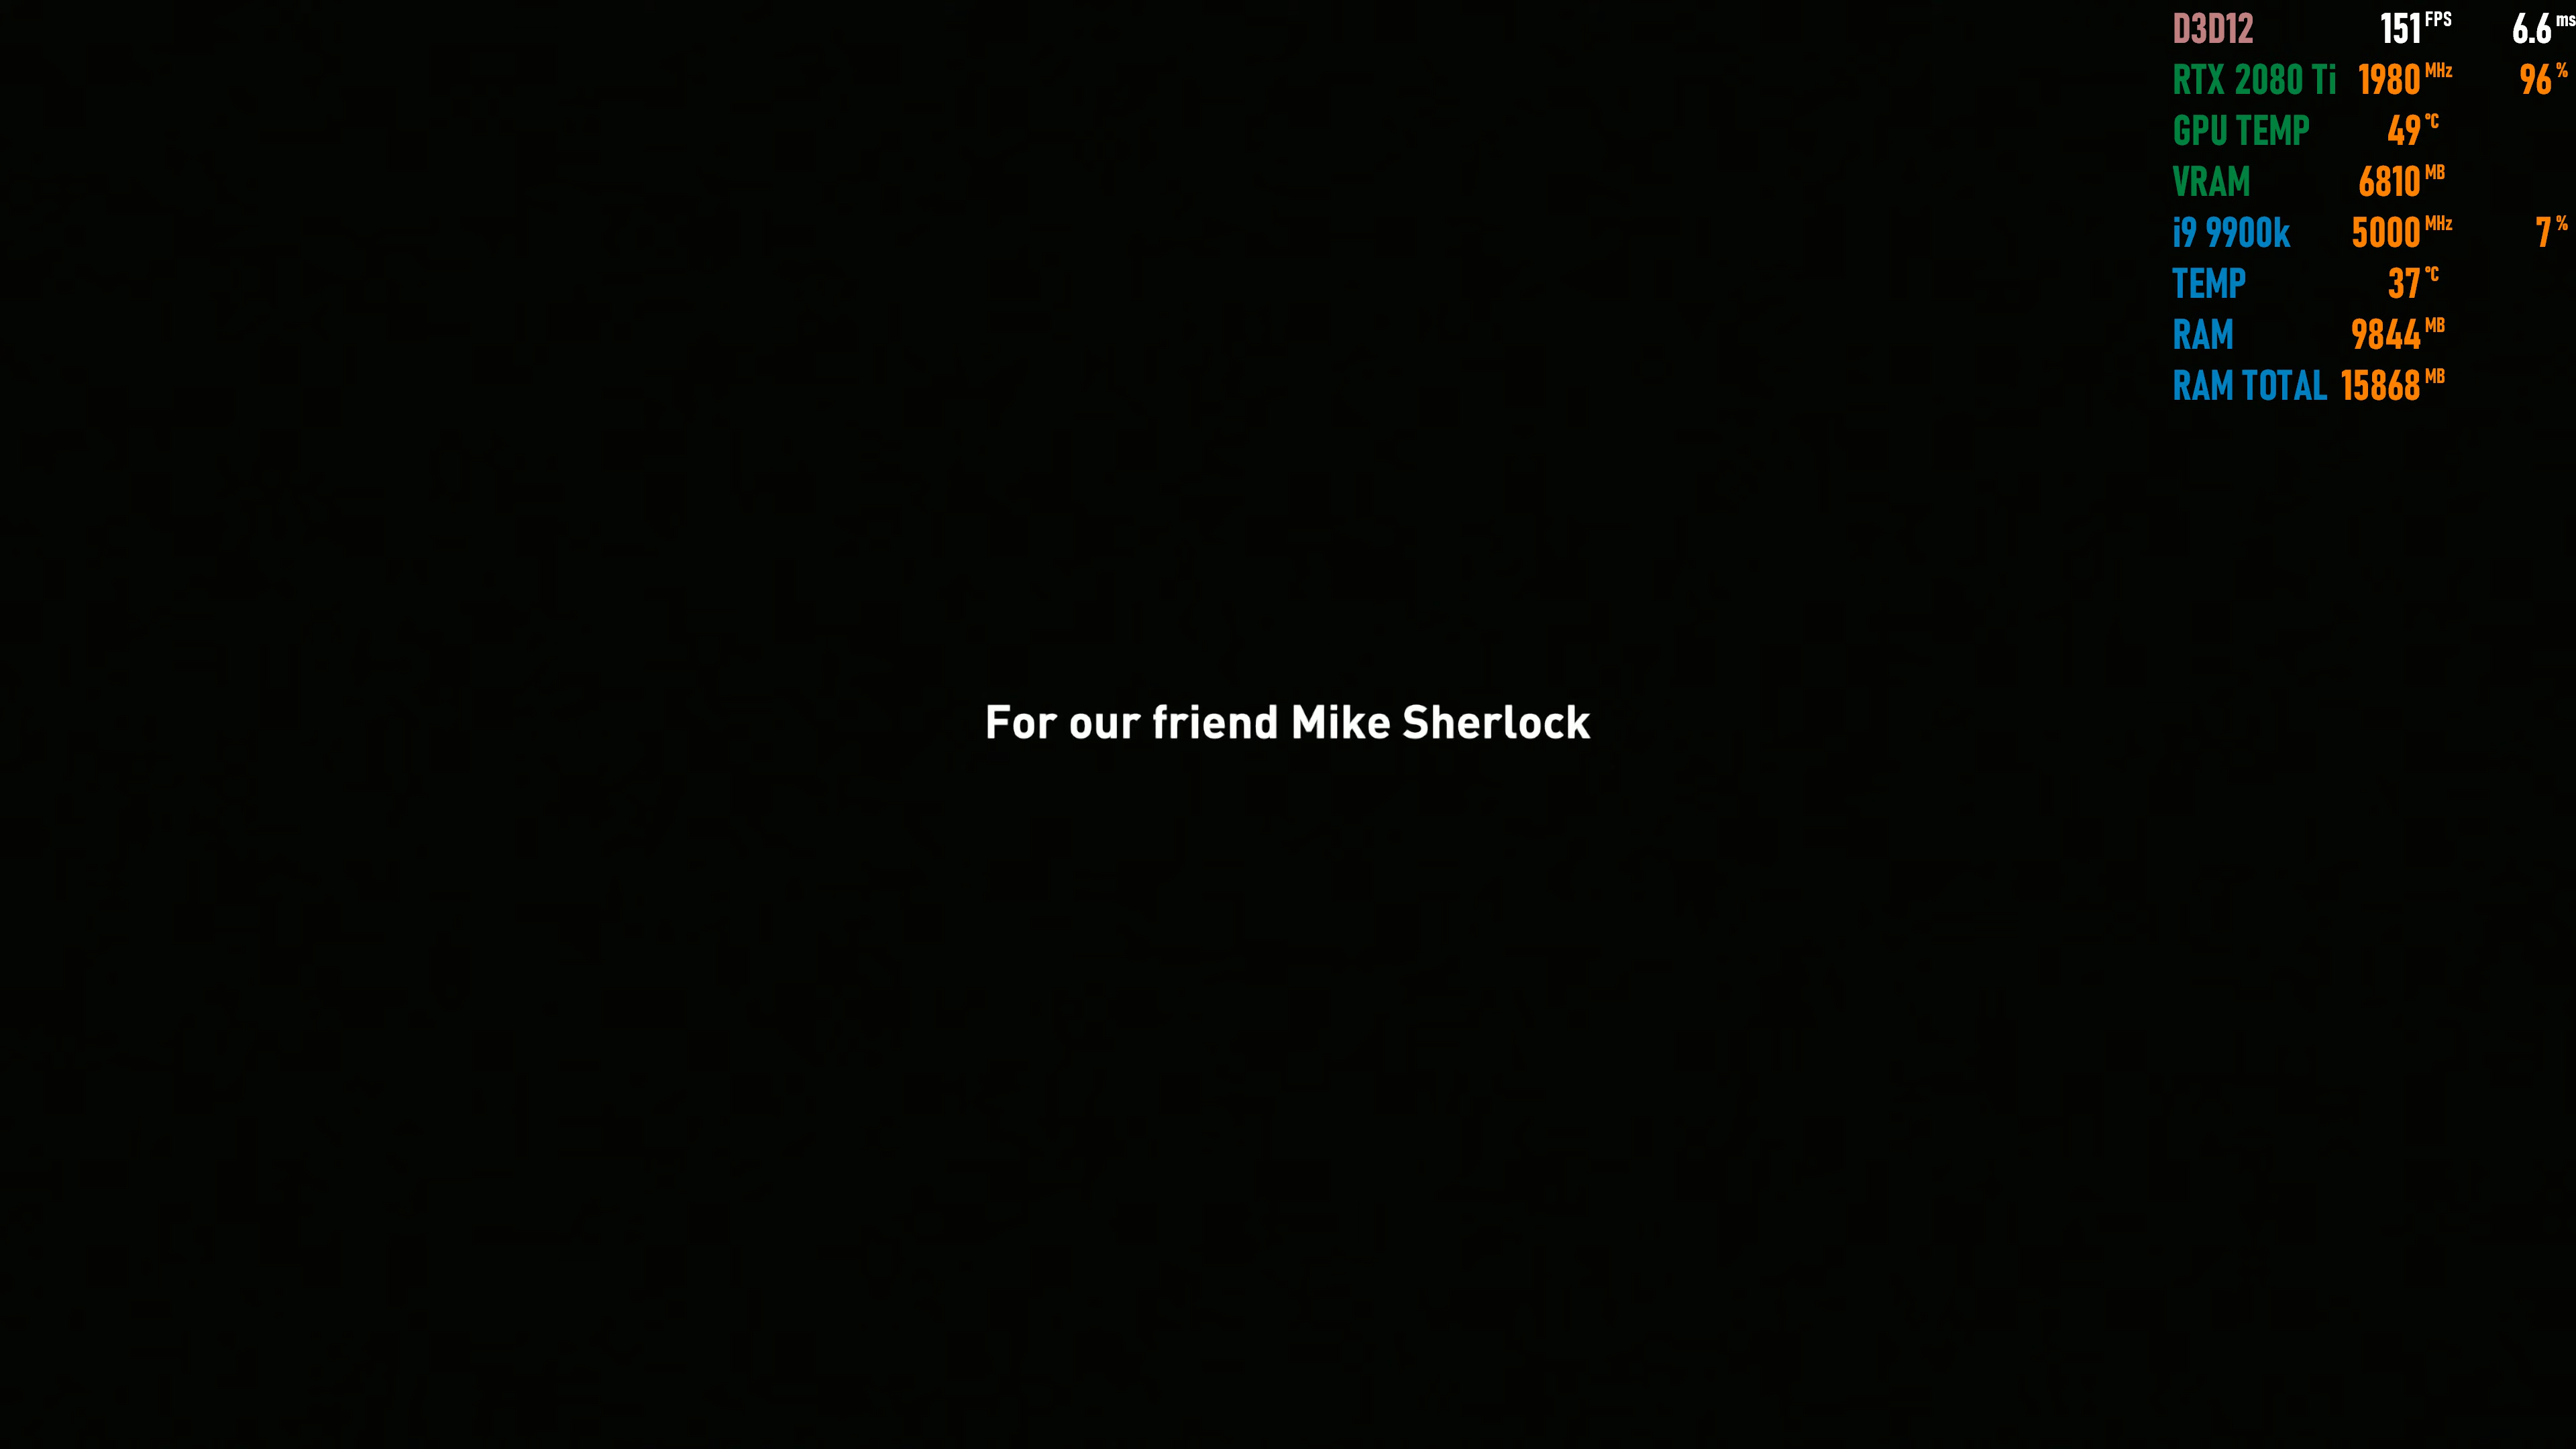 D3D12 151 FPS 6.6 ms
RTX 2080 Ti 1980 MHz 96 %
GPU TEMP 49 °C
VRAM 6810 MB
i9 9900k 5000 MHz 7 %
TEMP 37 °C
RAM 9844 MB
RAM TOTAL 15868 MB
For our friend Mike Sherlock